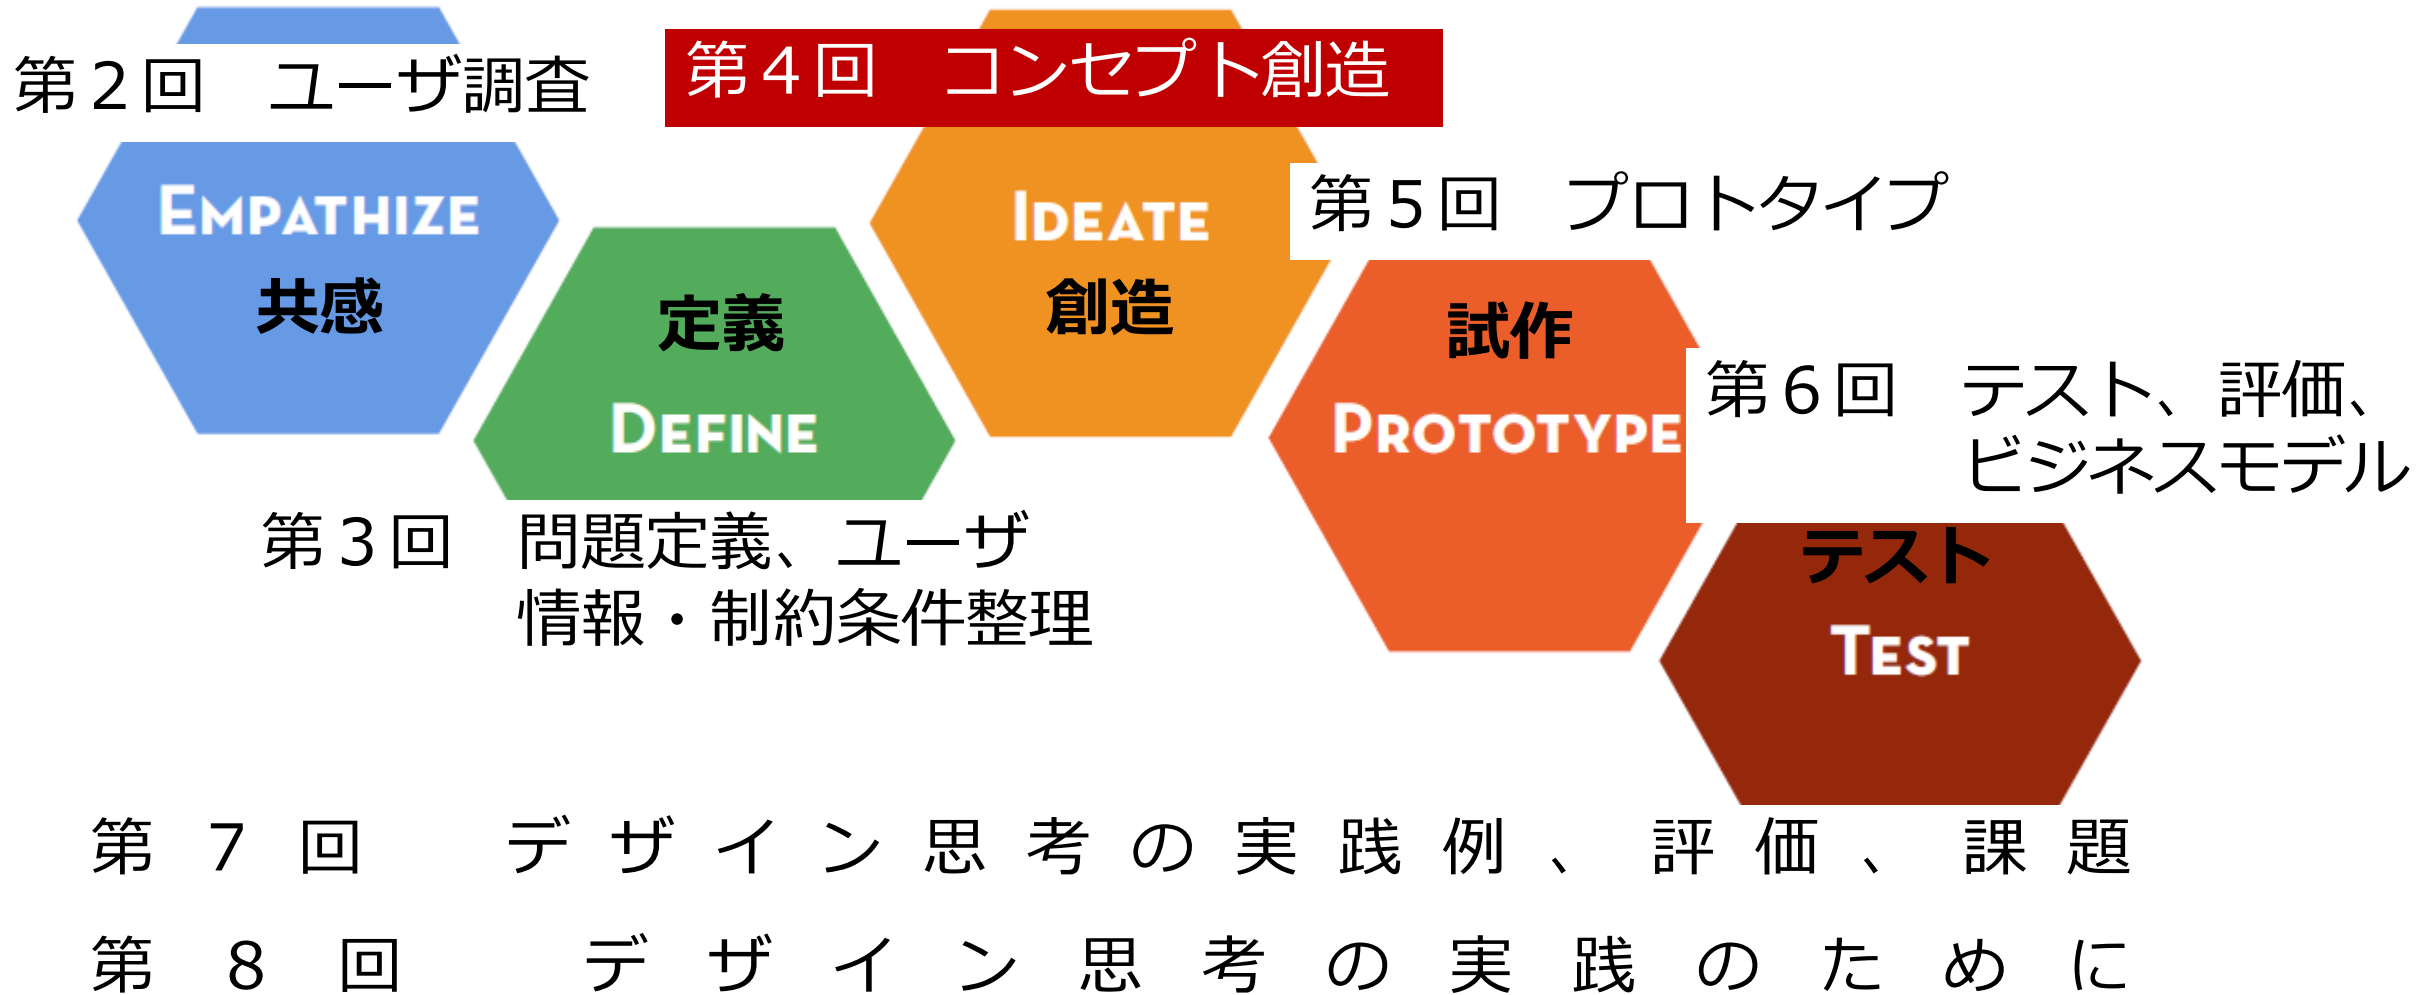 第２回　ユーザ調査
EMPATHIZE
共感
第３回　問題定義、ユーザ
情報・制約条件整理
定義
DEFINE
第４回　コンセプト創造
IDEATE
創造
第５回　プロトタイプ
試作
PROTOTYPE
第６回　テスト、評価、
ビジネスモデル
テスト
TEST
第７回　デザイン思考の実践例、評価、課題
第８回　デザイン思考の実践のために